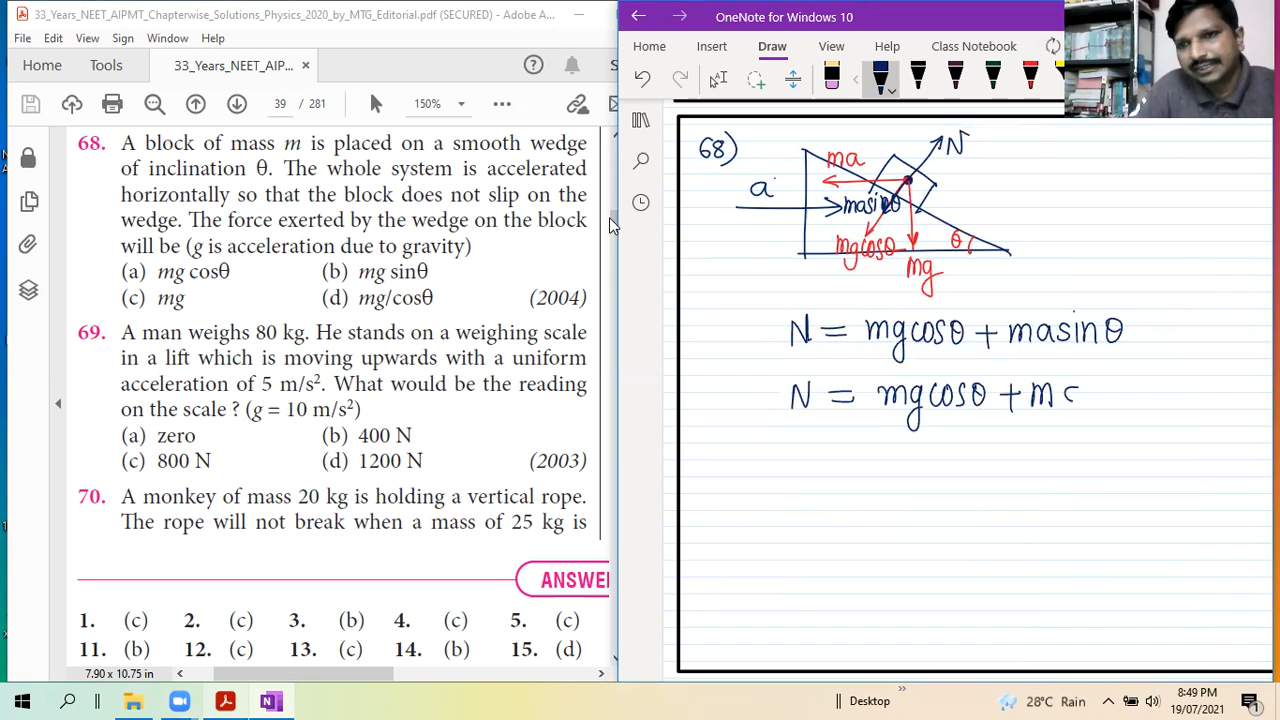 33_Years_NEET_AIPMT_Chapterwise_Solutions_Physics_2020_by_MTG_Editorial.pdf (SECURED) - Adobe A...
File Edit View Sign Window Help
Home Tools 33_Years_NEET_AIP... ×
39 / 281 150%
68. A block of mass m is placed on a smooth wedge
of inclination θ. The whole system is accelerated
horizontally so that the block does not slip on the
wedge. The force exerted by the wedge on the block
will be (g is acceleration due to gravity)
(a) mg cosθ (b) mg sinθ
(c) mg (d) mg/cosθ (2004)
69. A man weighs 80 kg. He stands on a weighing scale
in a lift which is moving upwards with a uniform
acceleration of 5 m/s². What would be the reading
on the scale ? (g = 10 m/s²)
(a) zero (b) 400 N
(c) 800 N (d) 1200 N (2003)
70. A monkey of mass 20 kg is holding a vertical rope.
The rope will not break when a mass of 25 kg is
ANSWE
1. (c) 2. (c) 3. (b) 4. (c) 5. (c)
11. (b) 12. (c) 13. (c) 14. (b) 15. (d)
7.90 x 10.75 in
OneNote for Windows 10
Home Insert Draw View Help Class Notebook
68)
ma
N
a
masinθ
mgcosθ
θ
mg
N = mgcosθ + masinθ
N = mgcosθ + m
Desktop
28°C Rain
8:49 PM
19/07/2021